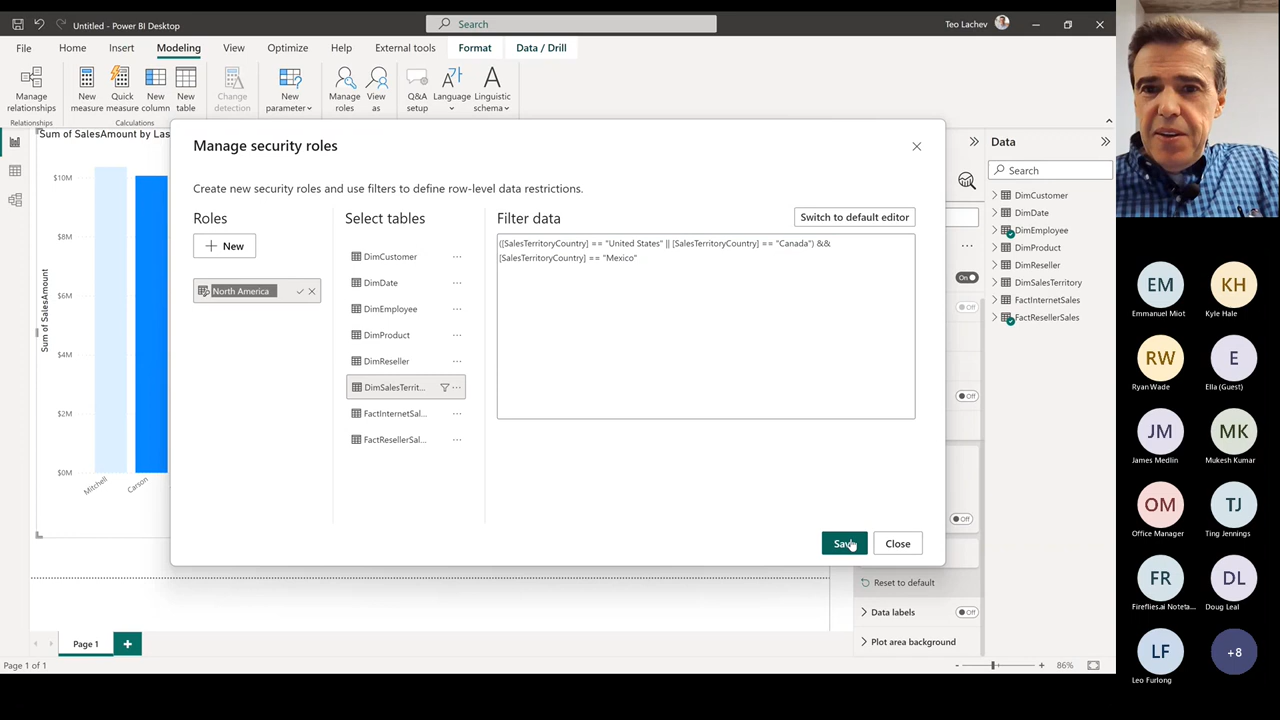 Untitled - Power BI Desktop
Search
Teo Lachev
File Home Insert Modeling View Optimize Help External tools Format Data / Drill
Manage relationships
New measure
Quick measure
New column
New table
Change detection
New parameter
Manage roles
View as
Q&A setup
Language
Linguistic schema
Relationships
Calculations
Sum of SalesAmount by Las
Sum of SalesAmount
$10M
$8M
$6M
$4M
$2M
$0M
Mitchell
Carson
Manage security roles
Create new security roles and use filters to define row-level data restrictions.
Roles
New
North America
Select tables
DimCustomer
DimDate
DimEmployee
DimProduct
DimReseller
DimSalesTerrit...
FactInternetSal...
FactResellerSal...
Filter data
Switch to default editor
([SalesTerritoryCountry] == "United States" || [SalesTerritoryCountry] == "Canada") &&
[SalesTerritoryCountry] == "Mexico"
Save
Close
On
Off
Off
Off
Reset to default
Data labels
Off
Plot area background
Data
Search
DimCustomer
DimDate
DimEmployee
DimProduct
DimReseller
DimSalesTerritory
FactInternetSales
FactResellerSales
Page 1
Page 1 of 1
86%
EM
Emmanuel Miot
KH
Kyle Hale
RW
Ryan Wade
E
Ella (Guest)
JM
James Medlin
MK
Mukesh Kumar
OM
Office Manager
TJ
Ting Jennings
FR
Fireflies.ai Noteta...
DL
Doug Leal
LF
Leo Furlong
+8